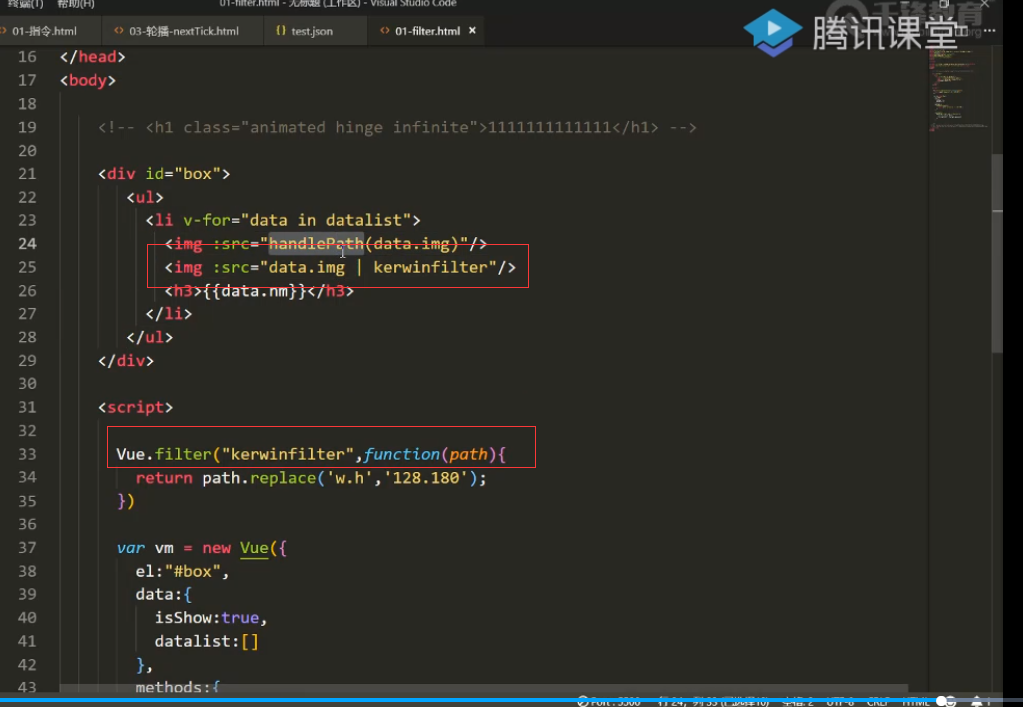 终端(T) 帮助(H) 01-filter.html - 无标题 (工作区) - Visual Studio Code
01-指令.html 03-轮播-nextTick.html test.json 01-filter.html
腾讯课堂
16 </head>
17 <body>
18
19 <!-- <h1 class="animated hinge infinite">1111111111111</h1> -->
20
21 <div id="box">
22 <ul>
23 <li v-for="data in datalist">
24 <img :src="handlePath(data.img)"/>
25 <img :src="data.img | kerwinfilter"/>
26 <h3>{{data.nm}}</h3>
27 </li>
28 </ul>
29 </div>
30
31 <script>
32
33 Vue.filter("kerwinfilter",function(path){
34 return path.replace('w.h','128.180');
35 })
36
37 var vm = new Vue({
38 el:"#box",
39 data:{
40 isShow:true,
41 datalist:[]
42 },
43 methods:{
Port : 5500 行 24, 列 33 空格: 2 UTF-8 CRLF HTML